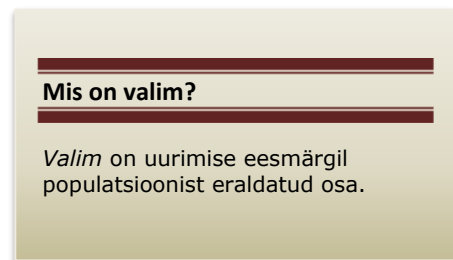 Mis on valim?
Valim on uurimise eesmärgil
populatsioonist eraldatud osa.